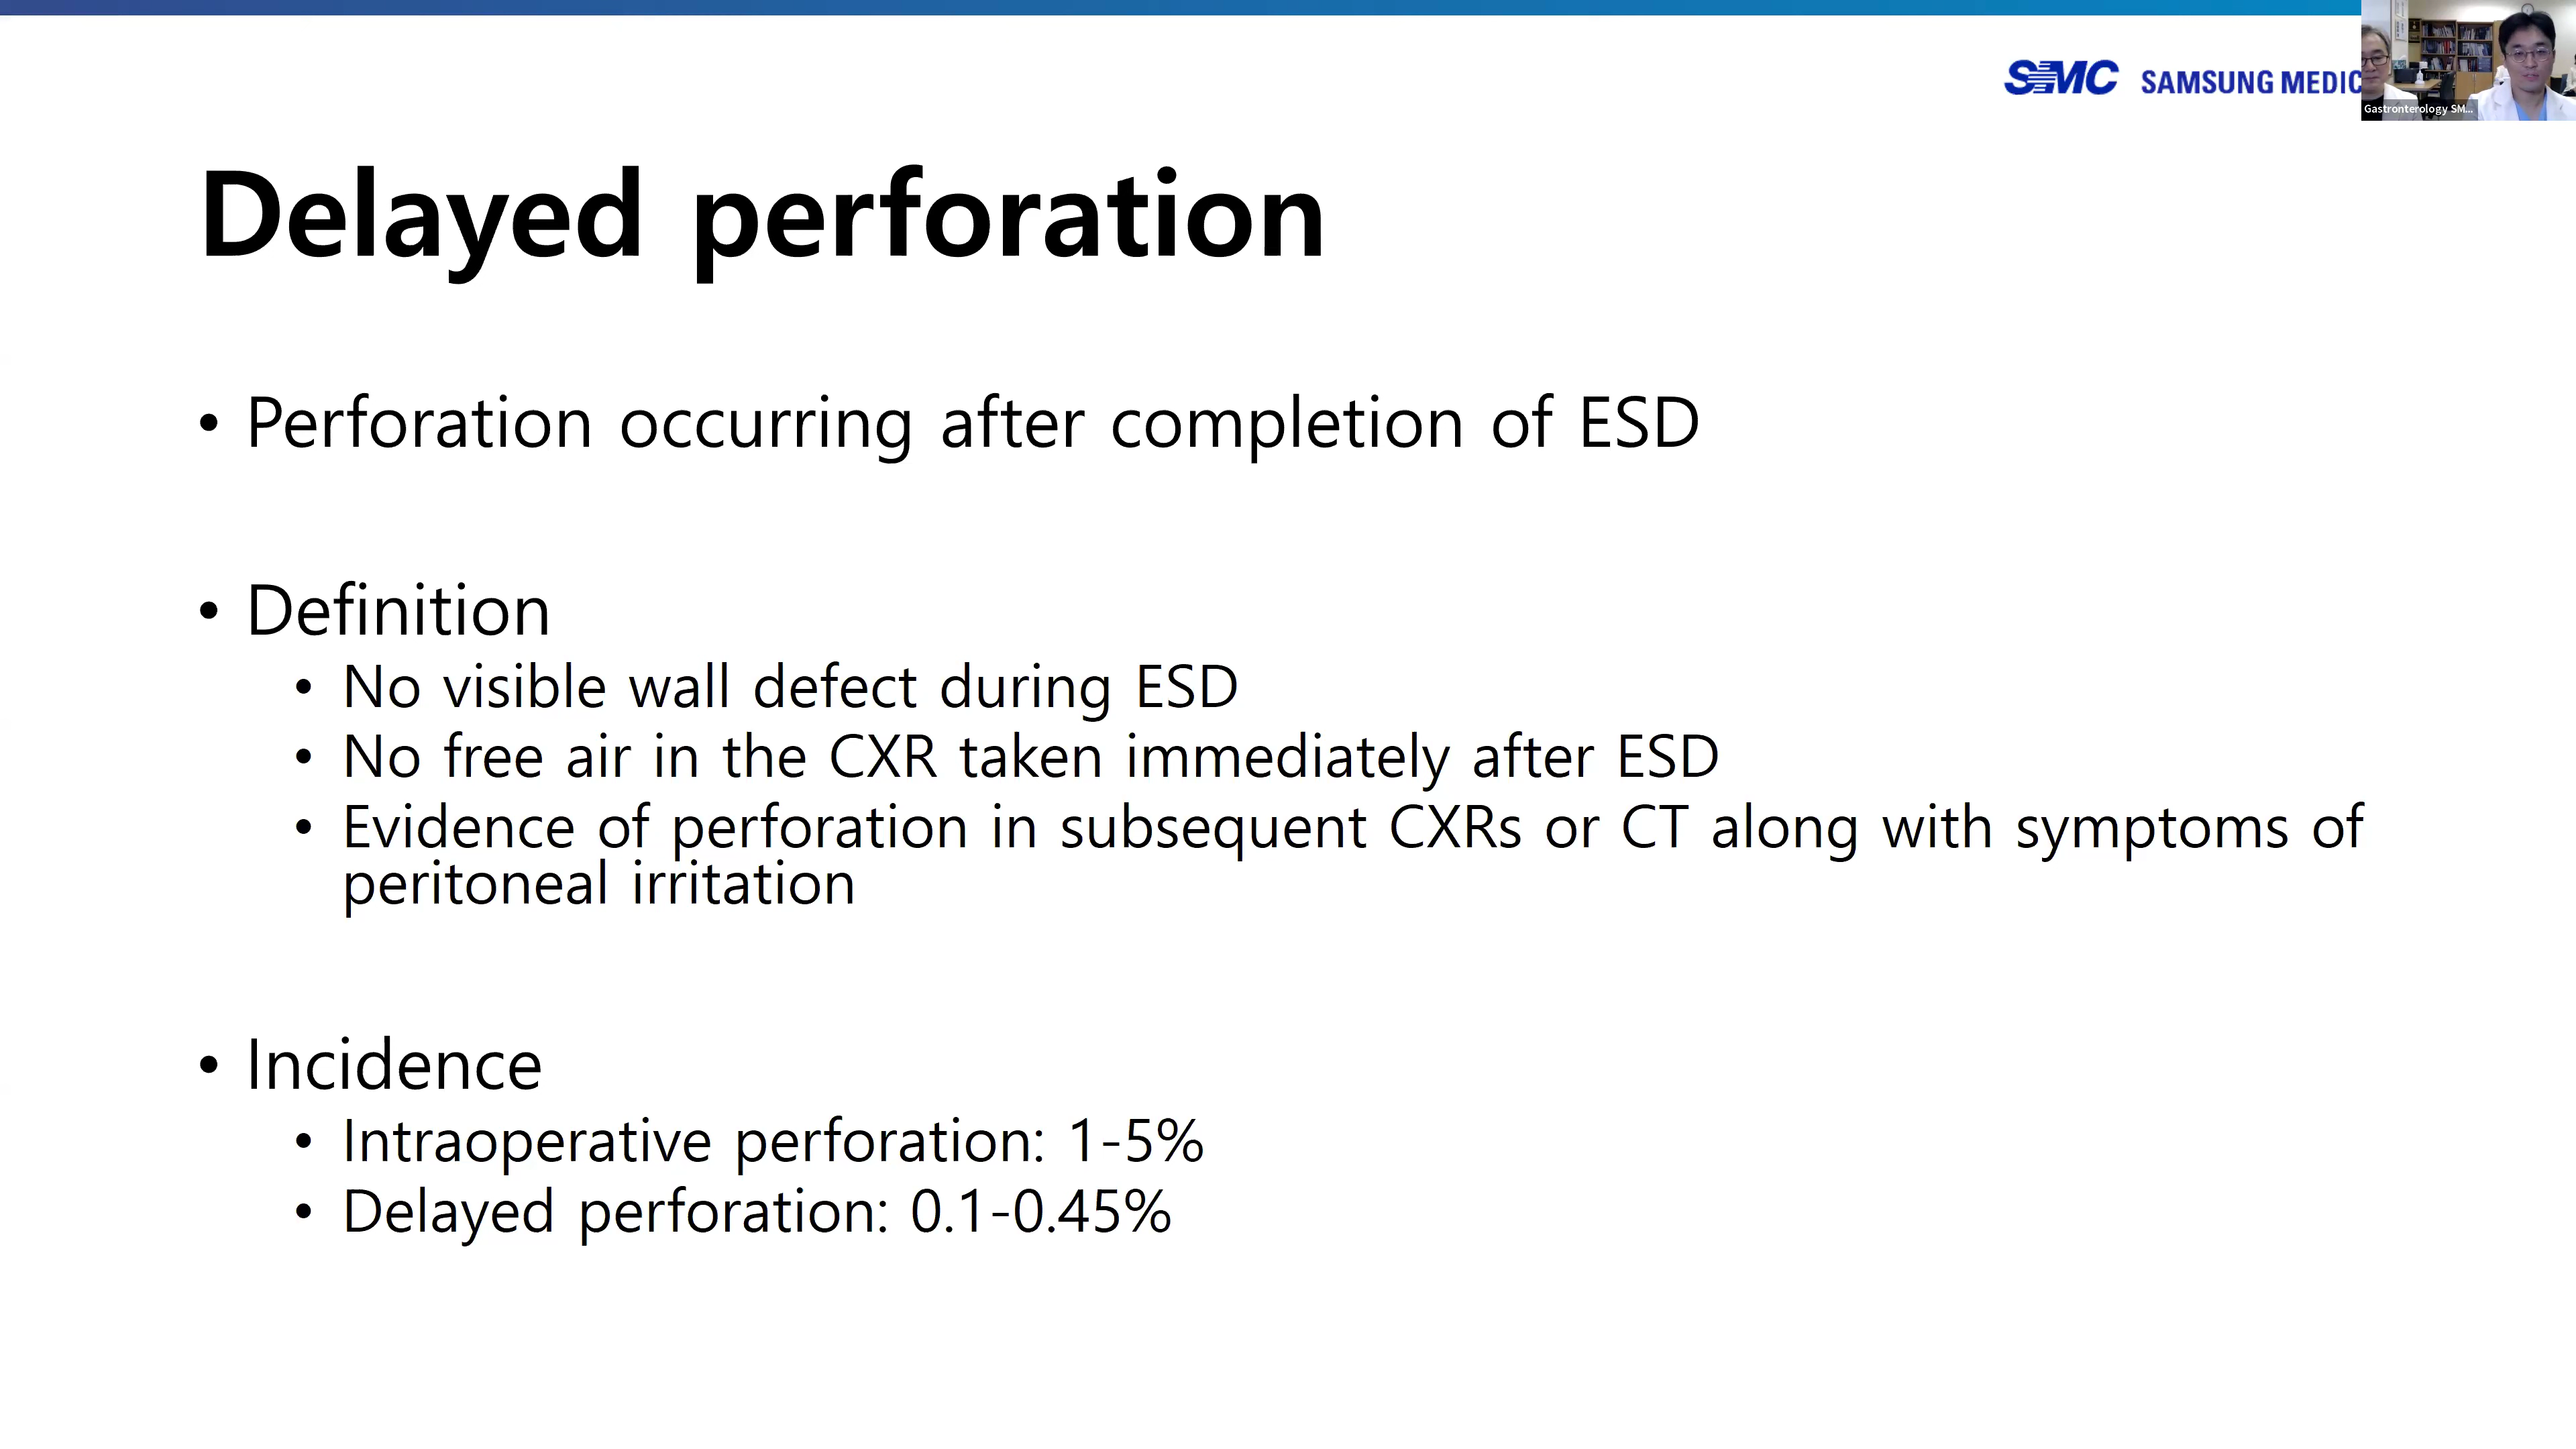 SMC SAMSUNG MEDIC
Gastronterology SM...
Delayed perforation
• Perforation occurring after completion of ESD
• Definition
• No visible wall defect during ESD
• No free air in the CXR taken immediately after ESD
• Evidence of perforation in subsequent CXRs or CT along with symptoms of
peritoneal irritation
• Incidence
• Intraoperative perforation: 1-5%
• Delayed perforation: 0.1-0.45%